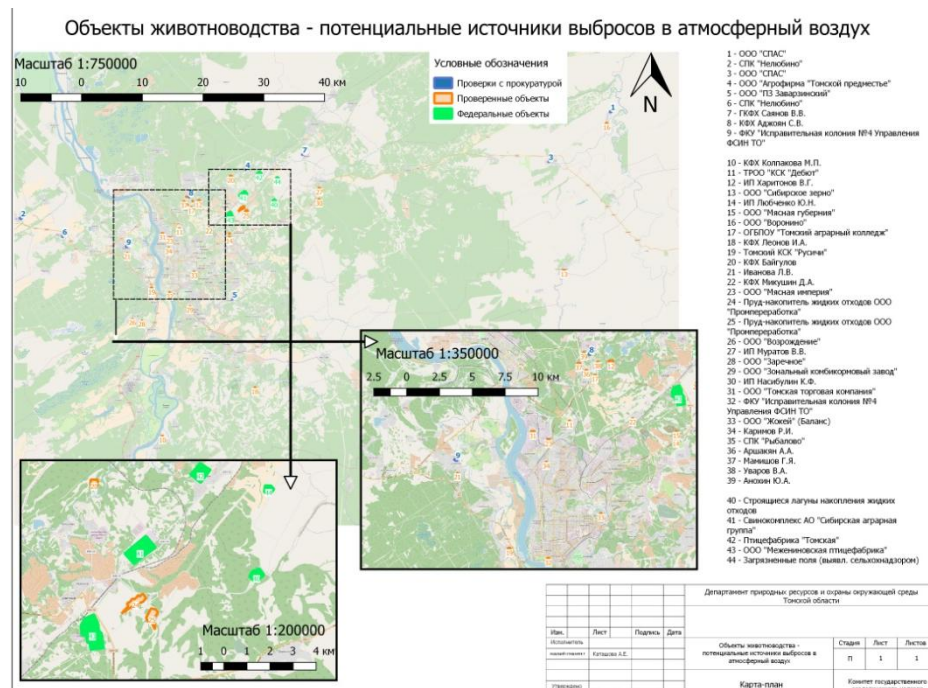 Объекты животноводства - потенциальные источники выбросов в атмосферный воздух
Масштаб 1:750000
10 0 10 20 30 40 км
Условные обозначения
Проверки с прокуратурой
Проверенные объекты
Федеральные объекты
N
1 - ООО "СПАС"
2 - СПК "Нелюбино"
3 - ООО "СПАС"
4 - ООО "Агрофирма "Томской предместье"
5 - ООО "ПЗ Заварзинский"
6 - СПК "Нелюбино"
7 - ГКФХ Саянов В.В.
8 - КФХ Аджоян С.В.
9 - ФКУ "Исправительная колония №4 Управления
ФСИН ТО"
10 - КФХ Колпакова М.П.
11 - ТРОО "КСК "Дебют"
12 - ИП Харитонов В.Г.
13 - ООО "Сибирское зерно"
14 - ИП Любченко Ю.Н.
15 - ООО "Мясная губерния"
16 - ООО "Воронино"
17 - ОГБПОУ "Томский аграрный колледж"
18 - КФХ Леонов И.А.
19 - Томский КСК "Русичи"
20 - КФХ Байгулов
21 - Иванова Л.В.
22 - КФХ Микушин Д.А.
23 - ООО "Мясная империя"
24 - Пруд-накопитель жидких отходов ООО
"Промпереработка"
25 - Пруд-накопитель жидких отходов ООО
"Промпереработка"
26 - ООО "Возрождение"
27 - ИП Муратов В.В.
28 - ООО "Заречное"
29 - ООО "Зональный комбикормовый завод"
30 - ИП Насибулин К.Ф.
31 - ООО "Томская торговая компания"
32 - ФКУ "Исправительная колония №4
Управления ФСИН ТО"
33 - ООО "Жокей" (Баланс)
34 - Каримов Р.И.
35 - СПК "Рыбалово"
36 - Аршакян А.А.
37 - Мамишов Г.Я.
38 - Уваров В.А.
39 - Анохин Ю.А.
40 - Строящиеся лагуны накопления жидких
отходов
41 - Свинокомплекс АО "Сибирская аграрная
группа"
42 - Птицефабрика "Томская"
43 - ООО "Межениновская птицефабрика"
44 - Загрязненные поля (выявл. сельхознадзором)
Масштаб 1:350000
2.5 0 2.5 5 7.5 10 км
Масштаб 1:200000
1 0 1 2 3 4 км
Департамент природных ресурсов и охраны окружающей среды
Томской области
Изм. Лист Подпись Дата
Исполнитель
Объекты животноводства -
потенциальные источники выбросов в
атмосферный воздух
Стадия Лист Листов
П 1 1
Карта-план
Комитет государственного